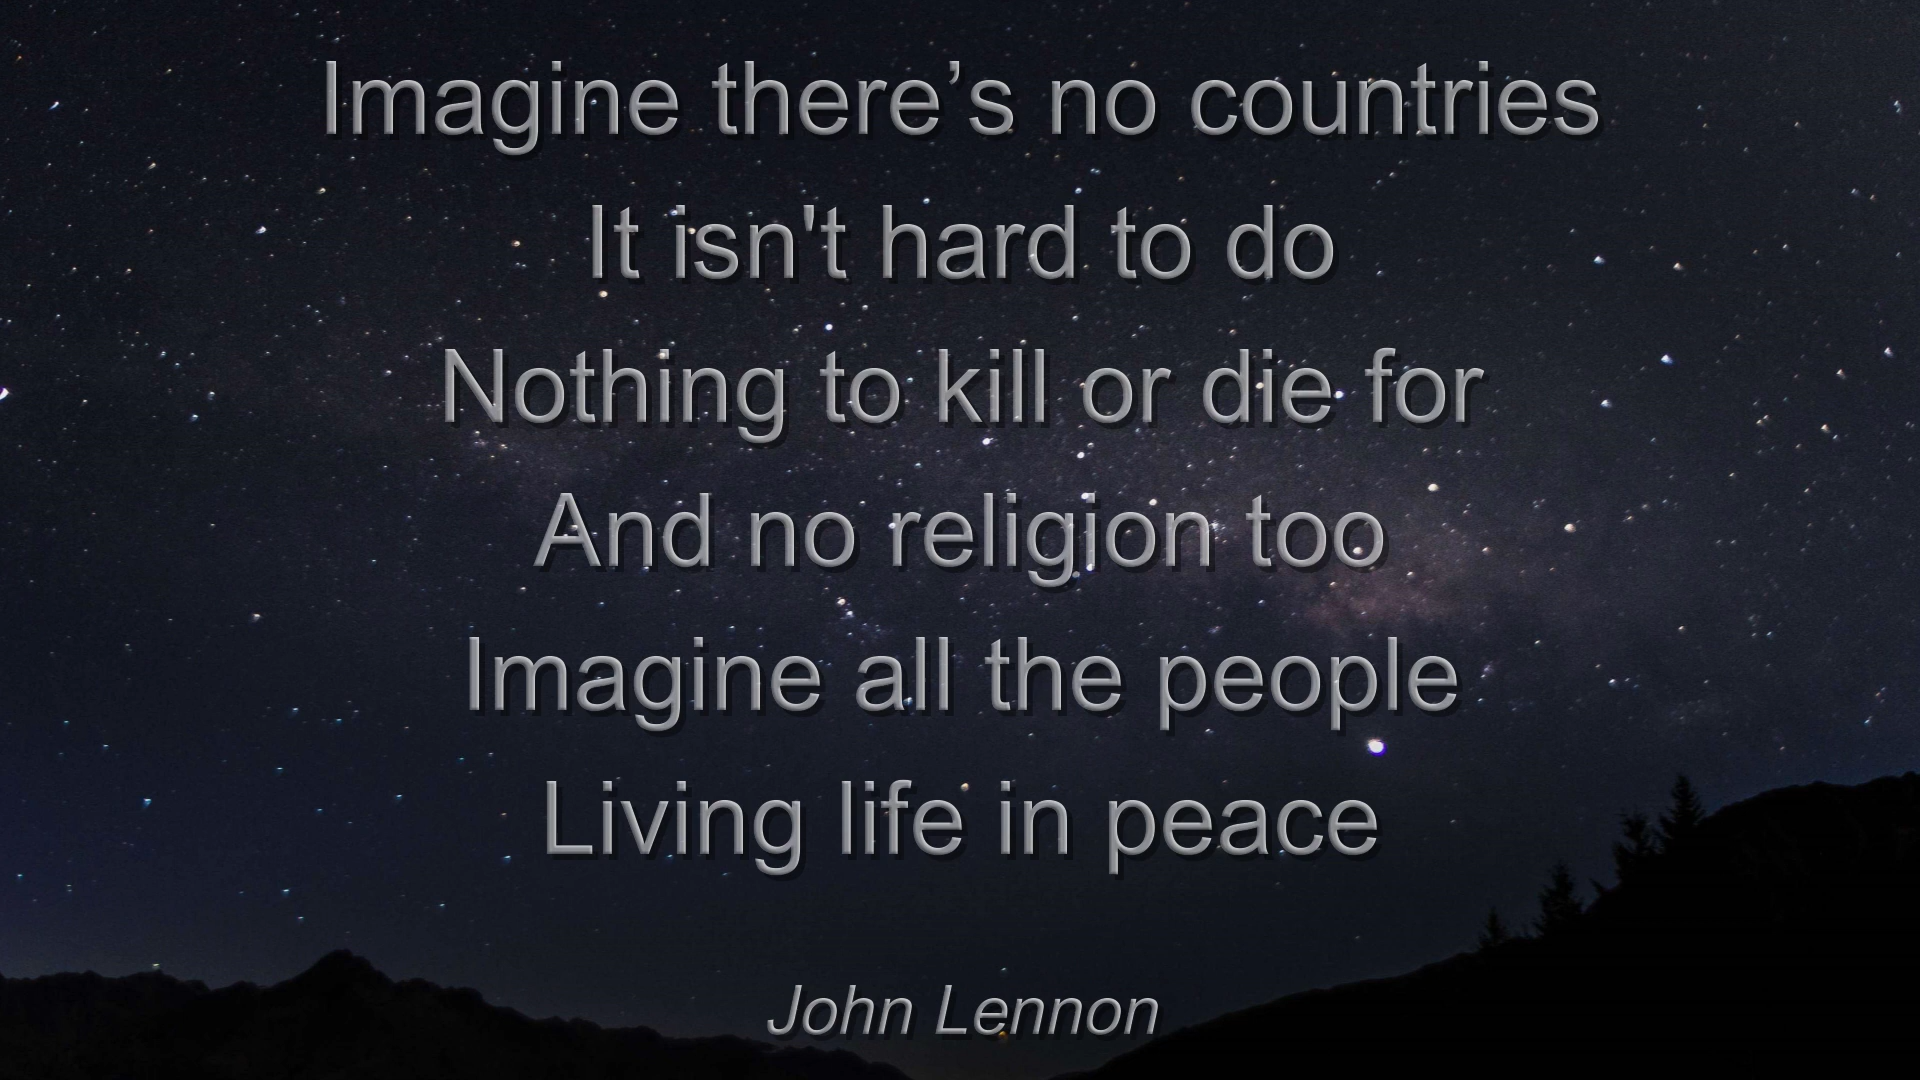 Imagine there’s no countries
It isn't hard to do
Nothing to kill or die for
And no religion too
Imagine all the people
Living life in peace
John Lennon